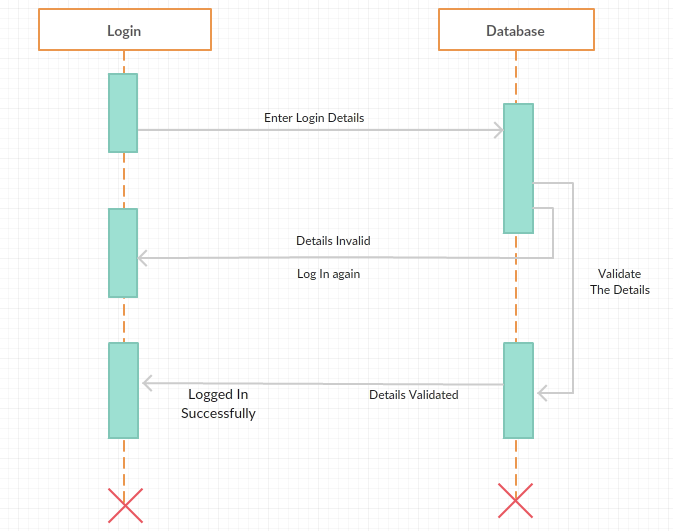 Login
Database
Enter Login Details
Details Invalid
Log In again
Validate
The Details
Logged In
Successfully
Details Validated